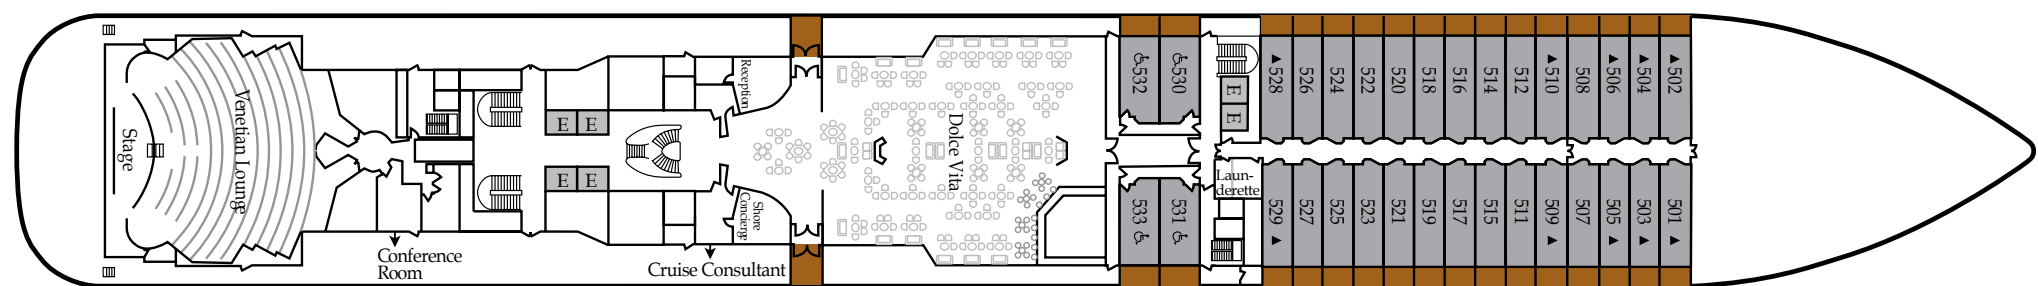 Stage
Venetian Lounge
Conference
Room
E E
E E
Reception
Shore
Concierge
Cruise Consultant
Dolce Vita
532
530
533
531
E
E
Laun-
derette
528 526 524 522 520 518 516 514 512 510 508 506 504 502
529 527 525 523 521 519 517 515 511 509 507 505 503 501